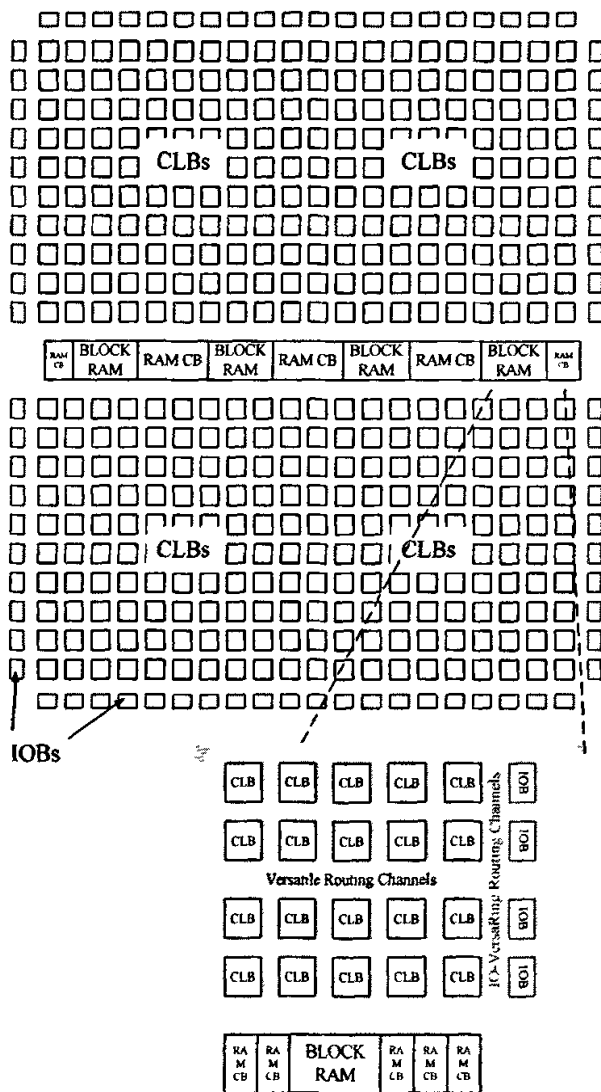 CLBs CLBs
RAM CB BLOCK RAM RAM CB BLOCK RAM RAM CB BLOCK RAM RAM CB BLOCK RAM RAM CB
CLBs CLBs
IOBs
CLB CLB CLB CLB CLB IOB
CLB CLB CLB CLB CLB IOB
Versatile Routing Channels
IO-VersaRing Routing Channels
CLB CLB CLB CLB CLB IOB
CLB CLB CLB CLB CLB IOB
RA M CB RA M CB BLOCK RAM RA M CB RA M CB RA M CB